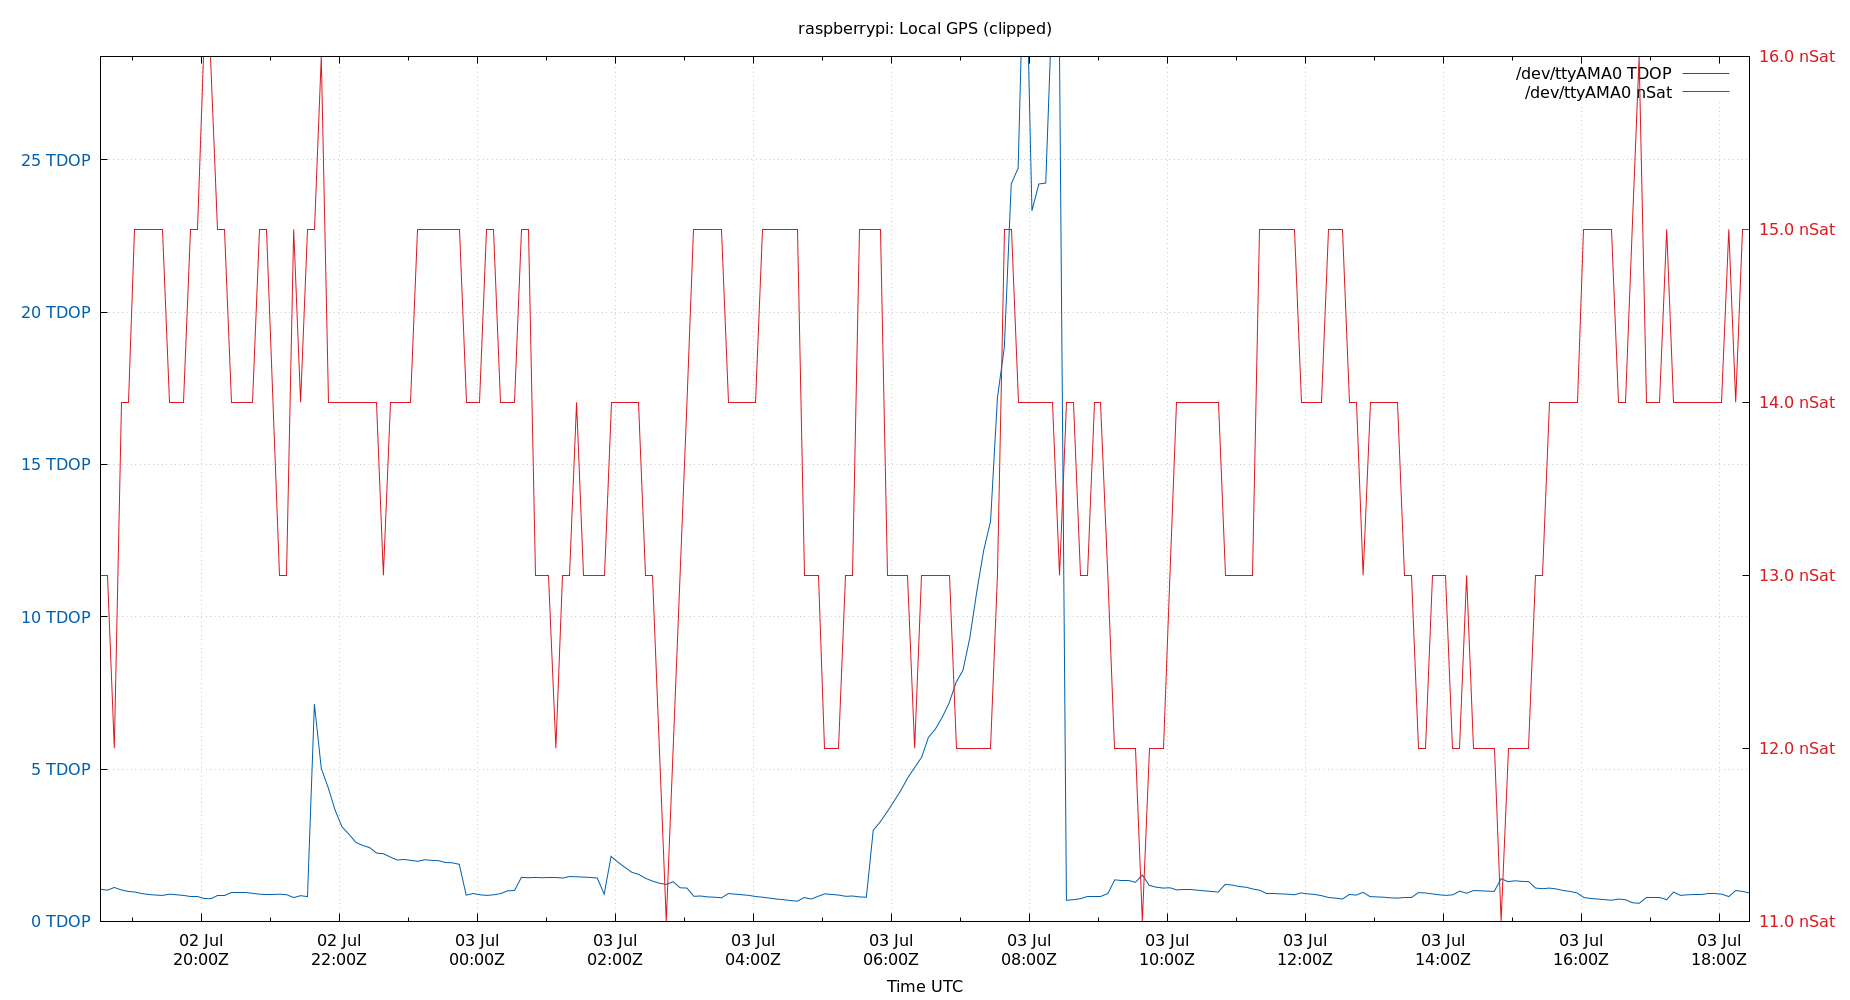 raspberrypi: Local GPS (clipped)
/dev/ttyAMA0 TDOP
/dev/ttyAMA0 nSat
25 TDOP
20 TDOP
15 TDOP
10 TDOP
5 TDOP
0 TDOP
16.0 nSat
15.0 nSat
14.0 nSat
13.0 nSat
12.0 nSat
11.0 nSat
02 Jul
20:00Z
02 Jul
22:00Z
03 Jul
00:00Z
03 Jul
02:00Z
03 Jul
04:00Z
03 Jul
06:00Z
03 Jul
08:00Z
03 Jul
10:00Z
03 Jul
12:00Z
03 Jul
14:00Z
03 Jul
16:00Z
03 Jul
18:00Z
Time UTC